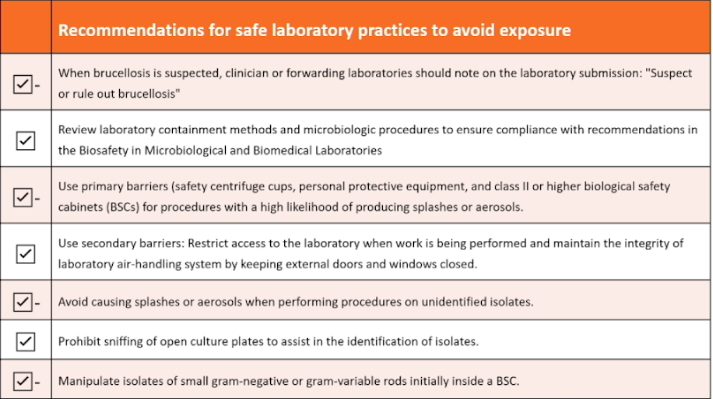 Recommendations for safe laboratory practices to avoid exposure
☑- When brucellosis is suspected, clinician or forwarding laboratories should note on the laboratory submission: "Suspect
or rule out brucellosis"
☑ Review laboratory containment methods and microbiologic procedures to ensure compliance with recommendations in
the Biosafety in Microbiological and Biomedical Laboratories
☑- Use primary barriers (safety centrifuge cups, personal protective equipment, and class II or higher biological safety
cabinets (BSCs) for procedures with a high likelihood of producing splashes or aerosols.
☑ Use secondary barriers: Restrict access to the laboratory when work is being performed and maintain the integrity of
laboratory air-handling system by keeping external doors and windows closed.
☑- Avoid causing splashes or aerosols when performing procedures on unidentified isolates.
☑ Prohibit sniffing of open culture plates to assist in the identification of isolates.
☑- Manipulate isolates of small gram-negative or gram-variable rods initially inside a BSC.